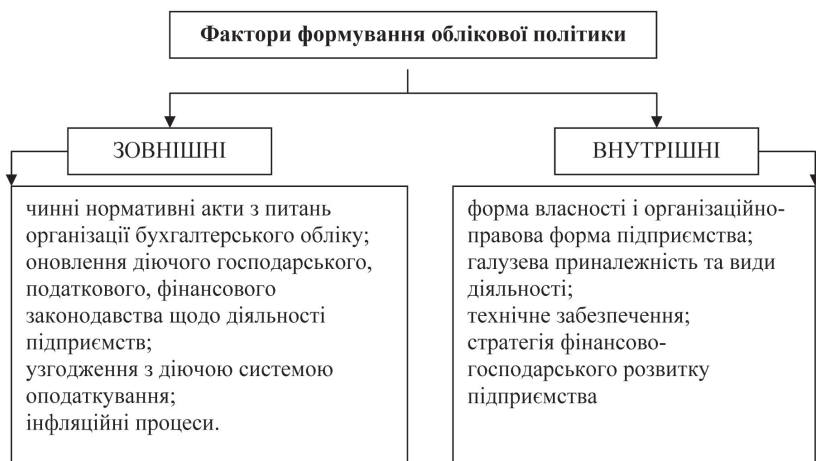 Фактори формування облікової політики
ЗОВНІШНІ
чинні нормативні акти з питань
організації бухгалтерського обліку;
оновлення діючого господарського,
податкового, фінансового
законодавства щодо діяльності
підприємств;
узгодження з діючою системою
оподаткування;
інфляційні процеси.
ВНУТРІШНІ
форма власності і організаційно-
правова форма підприємства;
галузева приналежність та види
діяльності;
технічне забезпечення;
стратегія фінансово-
господарського розвитку
підприємства